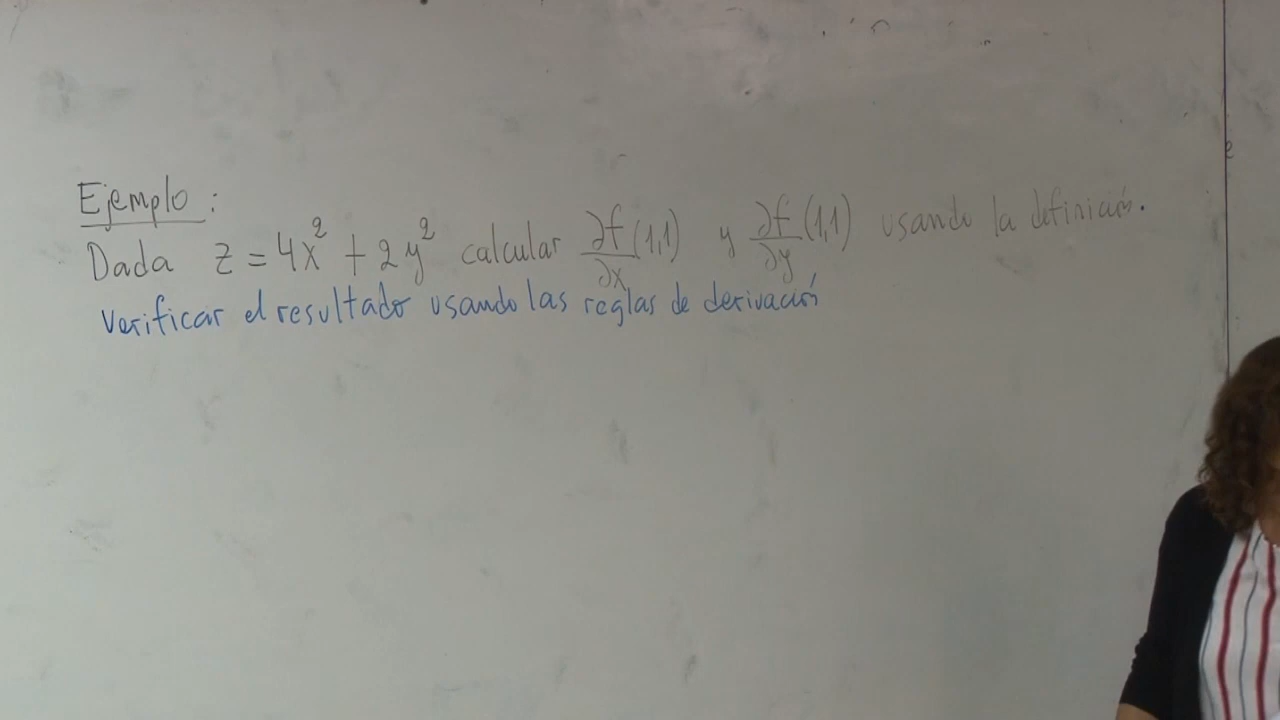 Ejemplo:
Dada z = 4x² + 2y² calcular ∂f/∂x (1,1) y ∂f/∂y (1,1) usando la definición.
Verificar el resultado usando las reglas de derivación